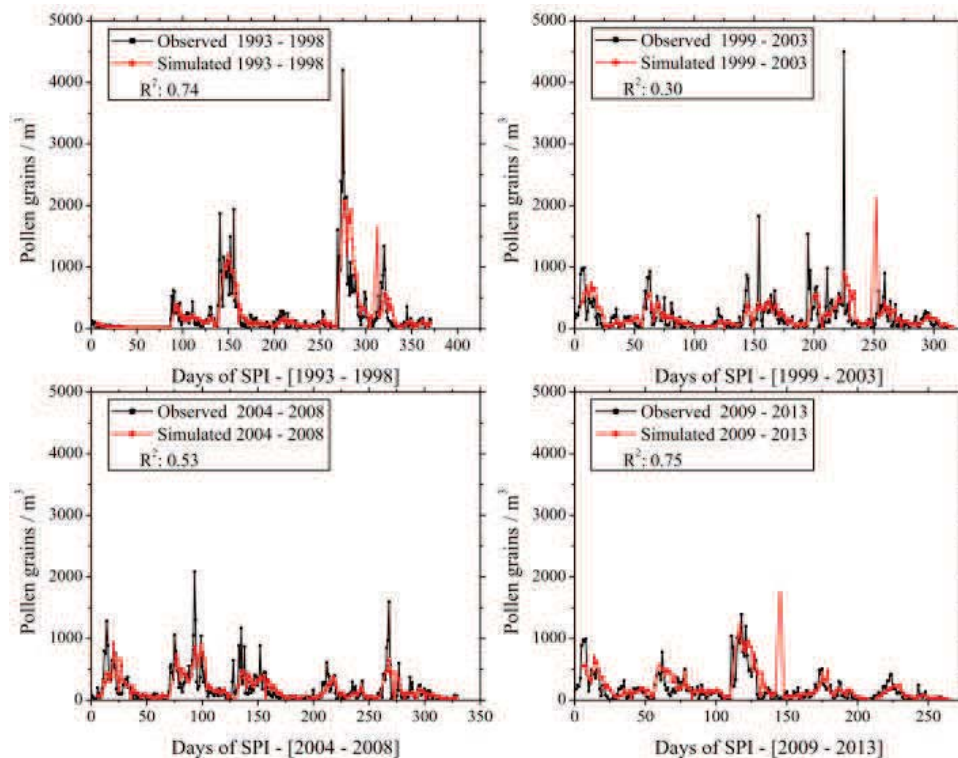 5000
4000
3000
2000
1000
0
Pollen grains / m³
Observed 1993 - 1998
Simulated 1993 - 1998
R²: 0.74
0 50 100 150 200 250 300 350 400
Days of SPI - [1993 - 1998]
5000
4000
3000
2000
1000
0
Pollen grains / m³
Observed 1999 - 2003
Simulated 1999 - 2003
R²: 0.30
0 50 100 150 200 250 300
Days of SPI - [1999 - 2003]
5000
4000
3000
2000
1000
0
Pollen grains / m³
Observed 2004 - 2008
Simulated 2004 - 2008
R²: 0.53
0 50 100 150 200 250 300 350
Days of SPI - [2004 - 2008]
5000
4000
3000
2000
1000
0
Pollen grains / m³
Observed 2009 - 2013
Simulated 2009 - 2013
R²: 0.75
0 50 100 150 200 250
Days of SPI - [2009 - 2013]